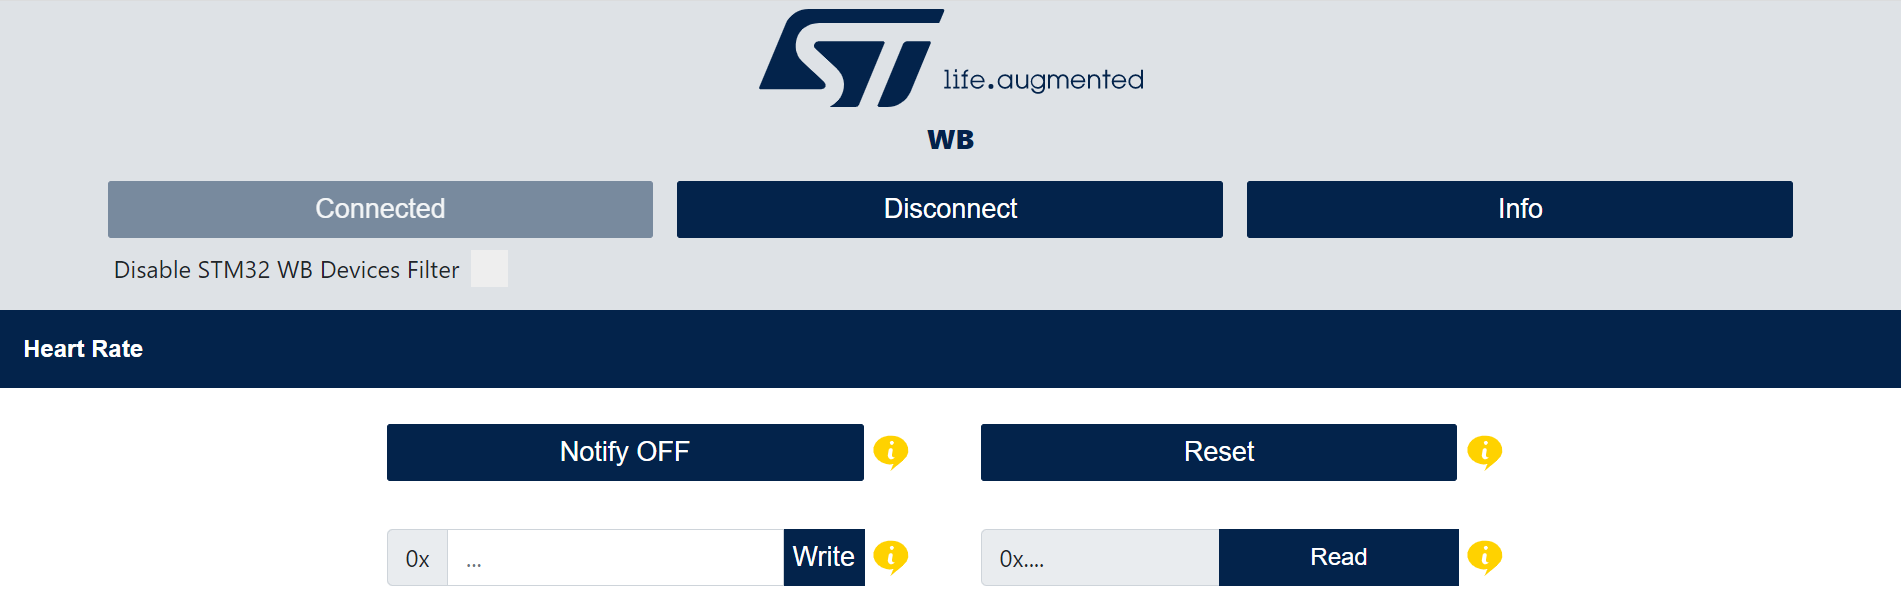 ST life.augmented
WB
Connected Disconnect Info
Disable STM32 WB Devices Filter
Heart Rate
Notify OFF i Reset i
0x ... Write i 0x.... Read i